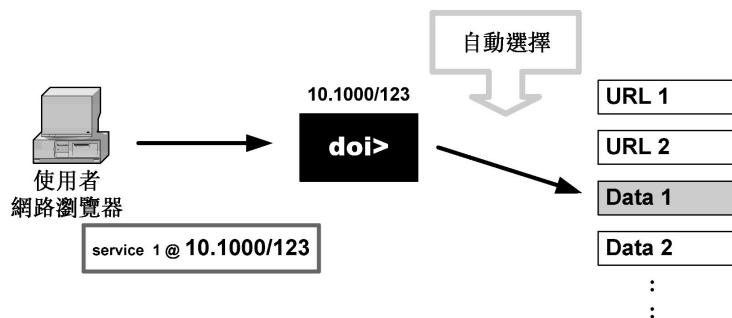 自動選擇
10.1000/123
doi>
URL 1
URL 2
Data 1
Data 2
:
:
使用者
網路瀏覽器
service 1 @ 10.1000/123